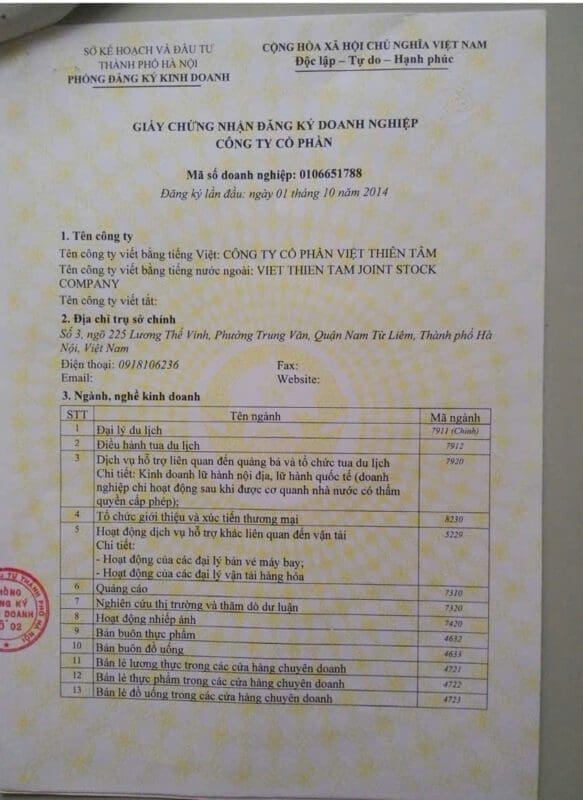 SỞ KẾ HOẠCH VÀ ĐẦU TƯ
THÀNH PHỐ HÀ NỘI
PHÒNG ĐĂNG KÝ KINH DOANH
CỘNG HÒA XÃ HỘI CHỦ NGHĨA VIỆT NAM
Độc lập – Tự do – Hạnh phúc
GIẤY CHỨNG NHẬN ĐĂNG KÝ DOANH NGHIỆP
CÔNG TY CỔ PHẦN
Mã số doanh nghiệp: 0106651788
Đăng ký lần đầu: ngày 01 tháng 10 năm 2014
1. Tên công ty
Tên công ty viết bằng tiếng Việt: CÔNG TY CỔ PHẦN VIỆT THIÊN TÂM
Tên công ty viết bằng tiếng nước ngoài: VIET THIEN TAM JOINT STOCK
COMPANY
Tên công ty viết tắt:
2. Địa chỉ trụ sở chính
Số 3, ngõ 225 Lương Thế Vinh, Phường Trung Văn, Quận Nam Từ Liêm, Thành phố Hà
Nội, Việt Nam
Điện thoại: 0918106236 Fax:
Email: Website:
3. Ngành, nghề kinh doanh
STT Tên ngành Mã ngành
1 Đại lý du lịch 7911 (Chính)
2 Điều hành tua du lịch 7912
3 Dịch vụ hỗ trợ liên quan đến quảng bá và tổ chức tua du lịch 7920
Chi tiết: Kinh doanh lữ hành nội địa, lữ hành quốc tế (doanh
nghiệp chỉ hoạt động sau khi được cơ quanh nhà nước có thẩm
quyền cấp phép);
4 Tổ chức giới thiệu và xúc tiến thương mại 8230
5 Hoạt động dịch vụ hỗ trợ khác liên quan đến vận tải 5229
Chi tiết:
- Hoạt động của các đại lý bán vé máy bay;
- Hoạt động của các đại lý vận tải hàng hóa
6 Quảng cáo 7310
7 Nghiên cứu thị trường và thăm dò dư luận 7320
8 Hoạt động nhiếp ảnh 7420
9 Bán buôn thực phẩm 4632
10 Bán buôn đồ uống 4633
11 Bán lẻ lương thực trong các cửa hàng chuyên doanh 4721
12 Bán lẻ thực phẩm trong các cửa hàng chuyên doanh 4722
13 Bán lẻ đồ uống trong các cửa hàng chuyên doanh 4723